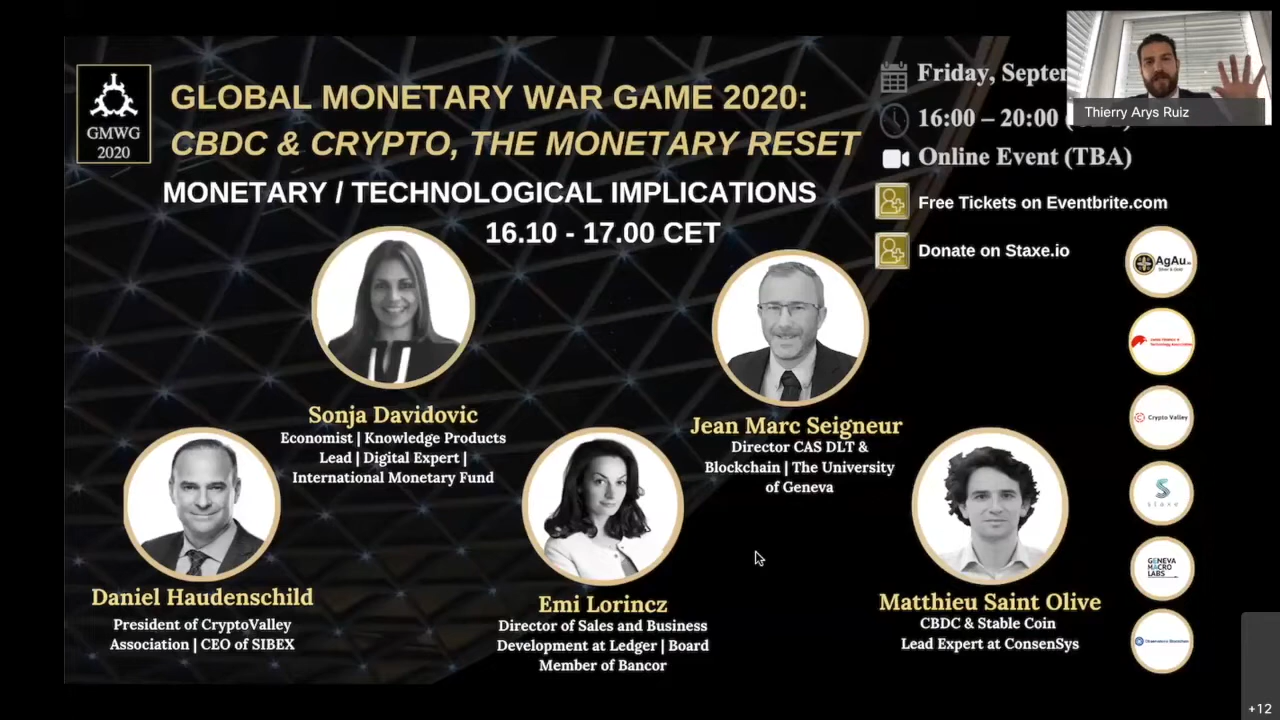 GMWG
2020
GLOBAL MONETARY WAR GAME 2020:
CBDC & CRYPTO, THE MONETARY RESET
MONETARY / TECHNOLOGICAL IMPLICATIONS
16.10 - 17.00 CET
Friday, Septe
16:00 – 20:00
Online Event (TBA)
Free Tickets on Eventbrite.com
Donate on Staxe.io
Thierry Arys Ruiz
Sonja Davidovic
Economist | Knowledge Products
Lead | Digital Expert |
International Monetary Fund
Jean Marc Seigneur
Director CAS DLT &
Blockchain | The University
of Geneva
Daniel Haudenschild
President of CryptoValley
Association | CEO of SIBEX
Emi Lorincz
Director of Sales and Business
Development at Ledger | Board
Member of Bancor
Matthieu Saint Olive
CBDC & Stable Coin
Lead Expert at ConsenSys
AgAu
Silver & Gold
Crypto Valley
staxe
GENEVA
MACRO
LABS
+12